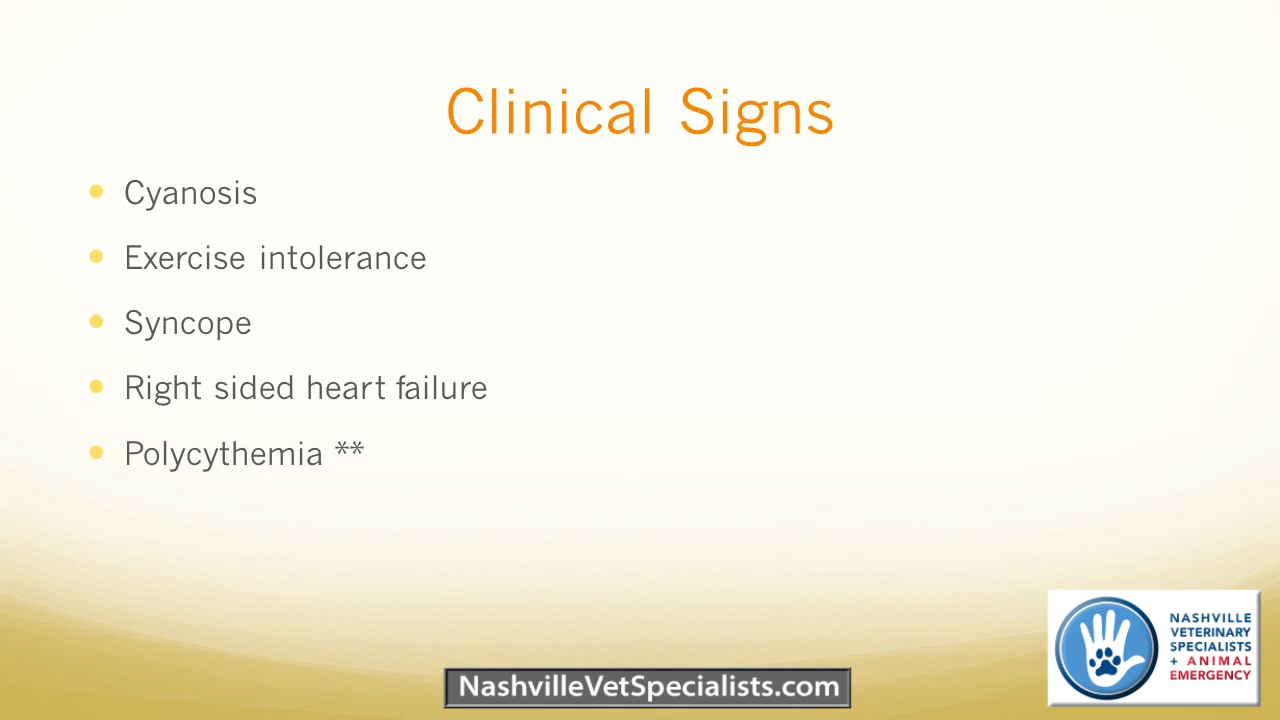 Clinical Signs
Cyanosis
Exercise intolerance
Syncope
Right sided heart failure
Polycythemia **
NASHVILLE
VETERINARY
SPECIALISTS
+ ANIMAL
EMERGENCY
NashvilleVetSpecialists.com